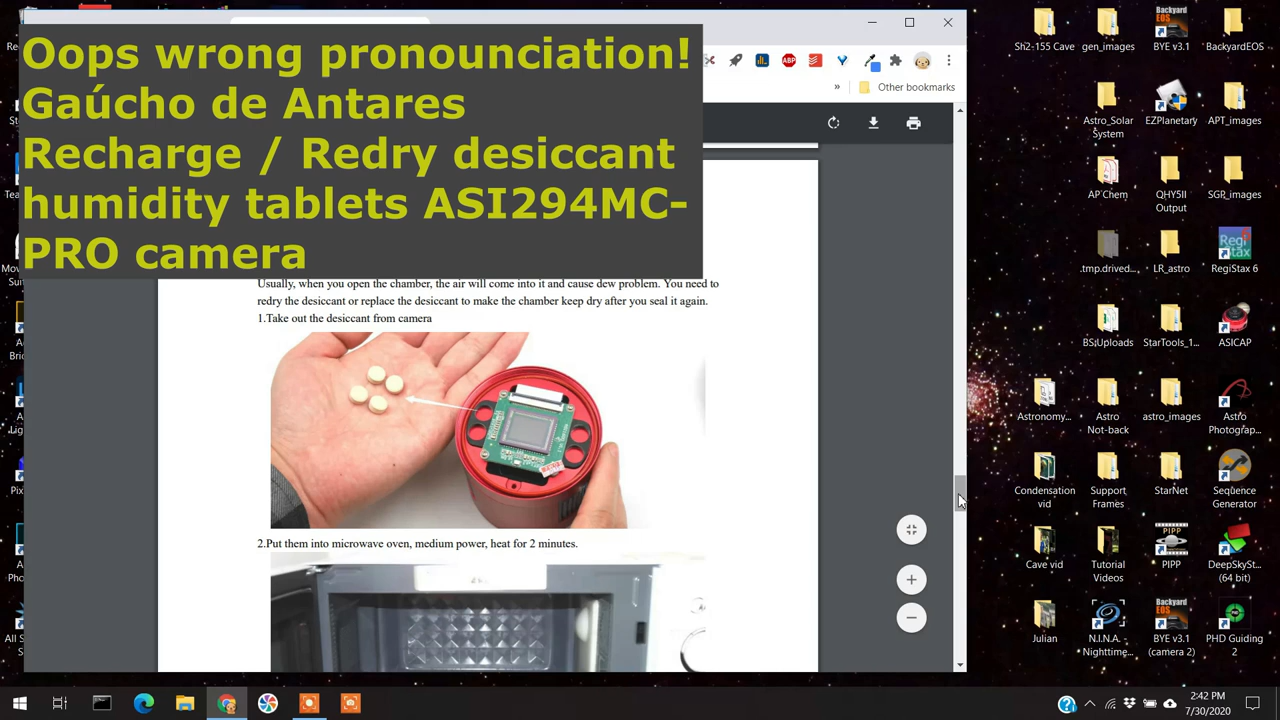 Oops wrong pronounciation!
Gaúcho de Antares
Recharge / Redry desiccant
humidity tablets ASI294MC-
PRO camera
ABP
»
Other bookmarks
Usually, when you open the chamber, the air will come into it and cause dew problem. You need to
redry the desiccant or replace the desiccant to make the chamber keep dry after you seal it again.
1.Take out the desiccant from camera
2.Put them into microwave oven, medium power, heat for 2 minutes.
Sh2-155 Cave
gen_images
BYE v3.1
BackyardEOS
Astro_Solar
System
EZPlanetary
APT_images
AP Chem
QHY5II
Output
SGR_images
.tmp.drived...
LR_astro
RegiStax 6
BSIUploads
StarTools_1...
ASICAP
Astronomy...
Astro
Not-back
astro_images
Astro
Photograp...
Condensation
vid
Support
Frames
StarNet
Sequence
Generator
Cave vid
Tutorial
Videos
PIPP
DeepSkySt...
(64 bit)
Julian
N.I.N.A. -
Nighttime...
BYE v3.1
(camera 2)
PHD Guiding
2
2:42 PM
7/30/2020